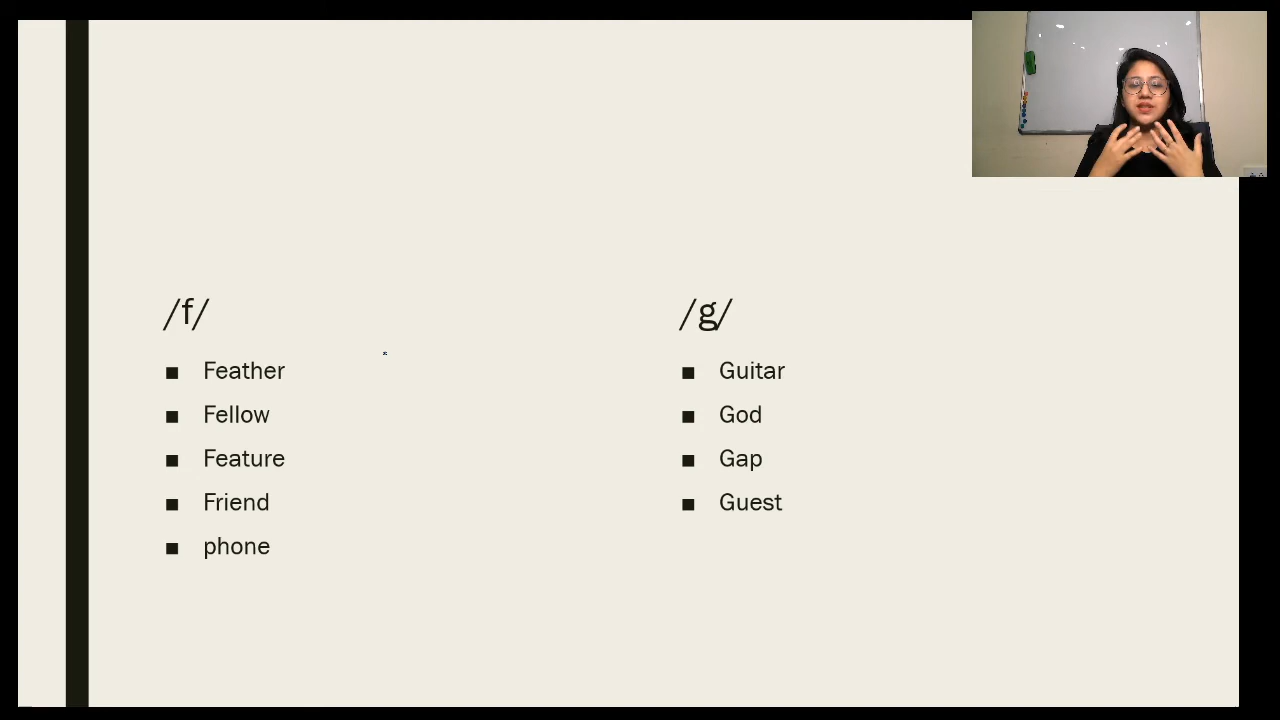 /f/
Feather
Fellow
Feature
Friend
phone
/g/
Guitar
God
Gap
Guest